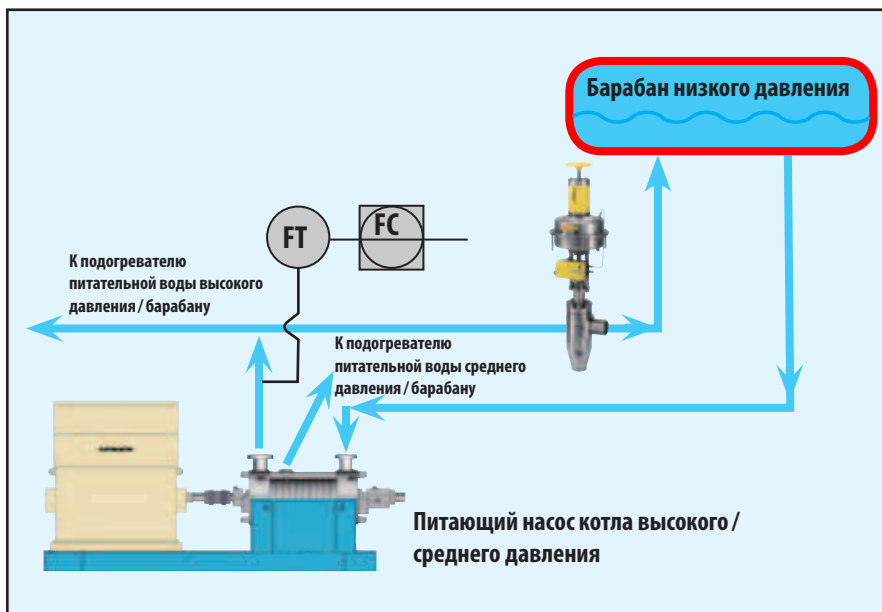 Барабан низкого давления
FT
FC
К подогревателю
питательной воды высокого
давления / барабану
К подогревателю
питательной воды среднего
давления / барабану
Питающий насос котла высокого /
среднего давления